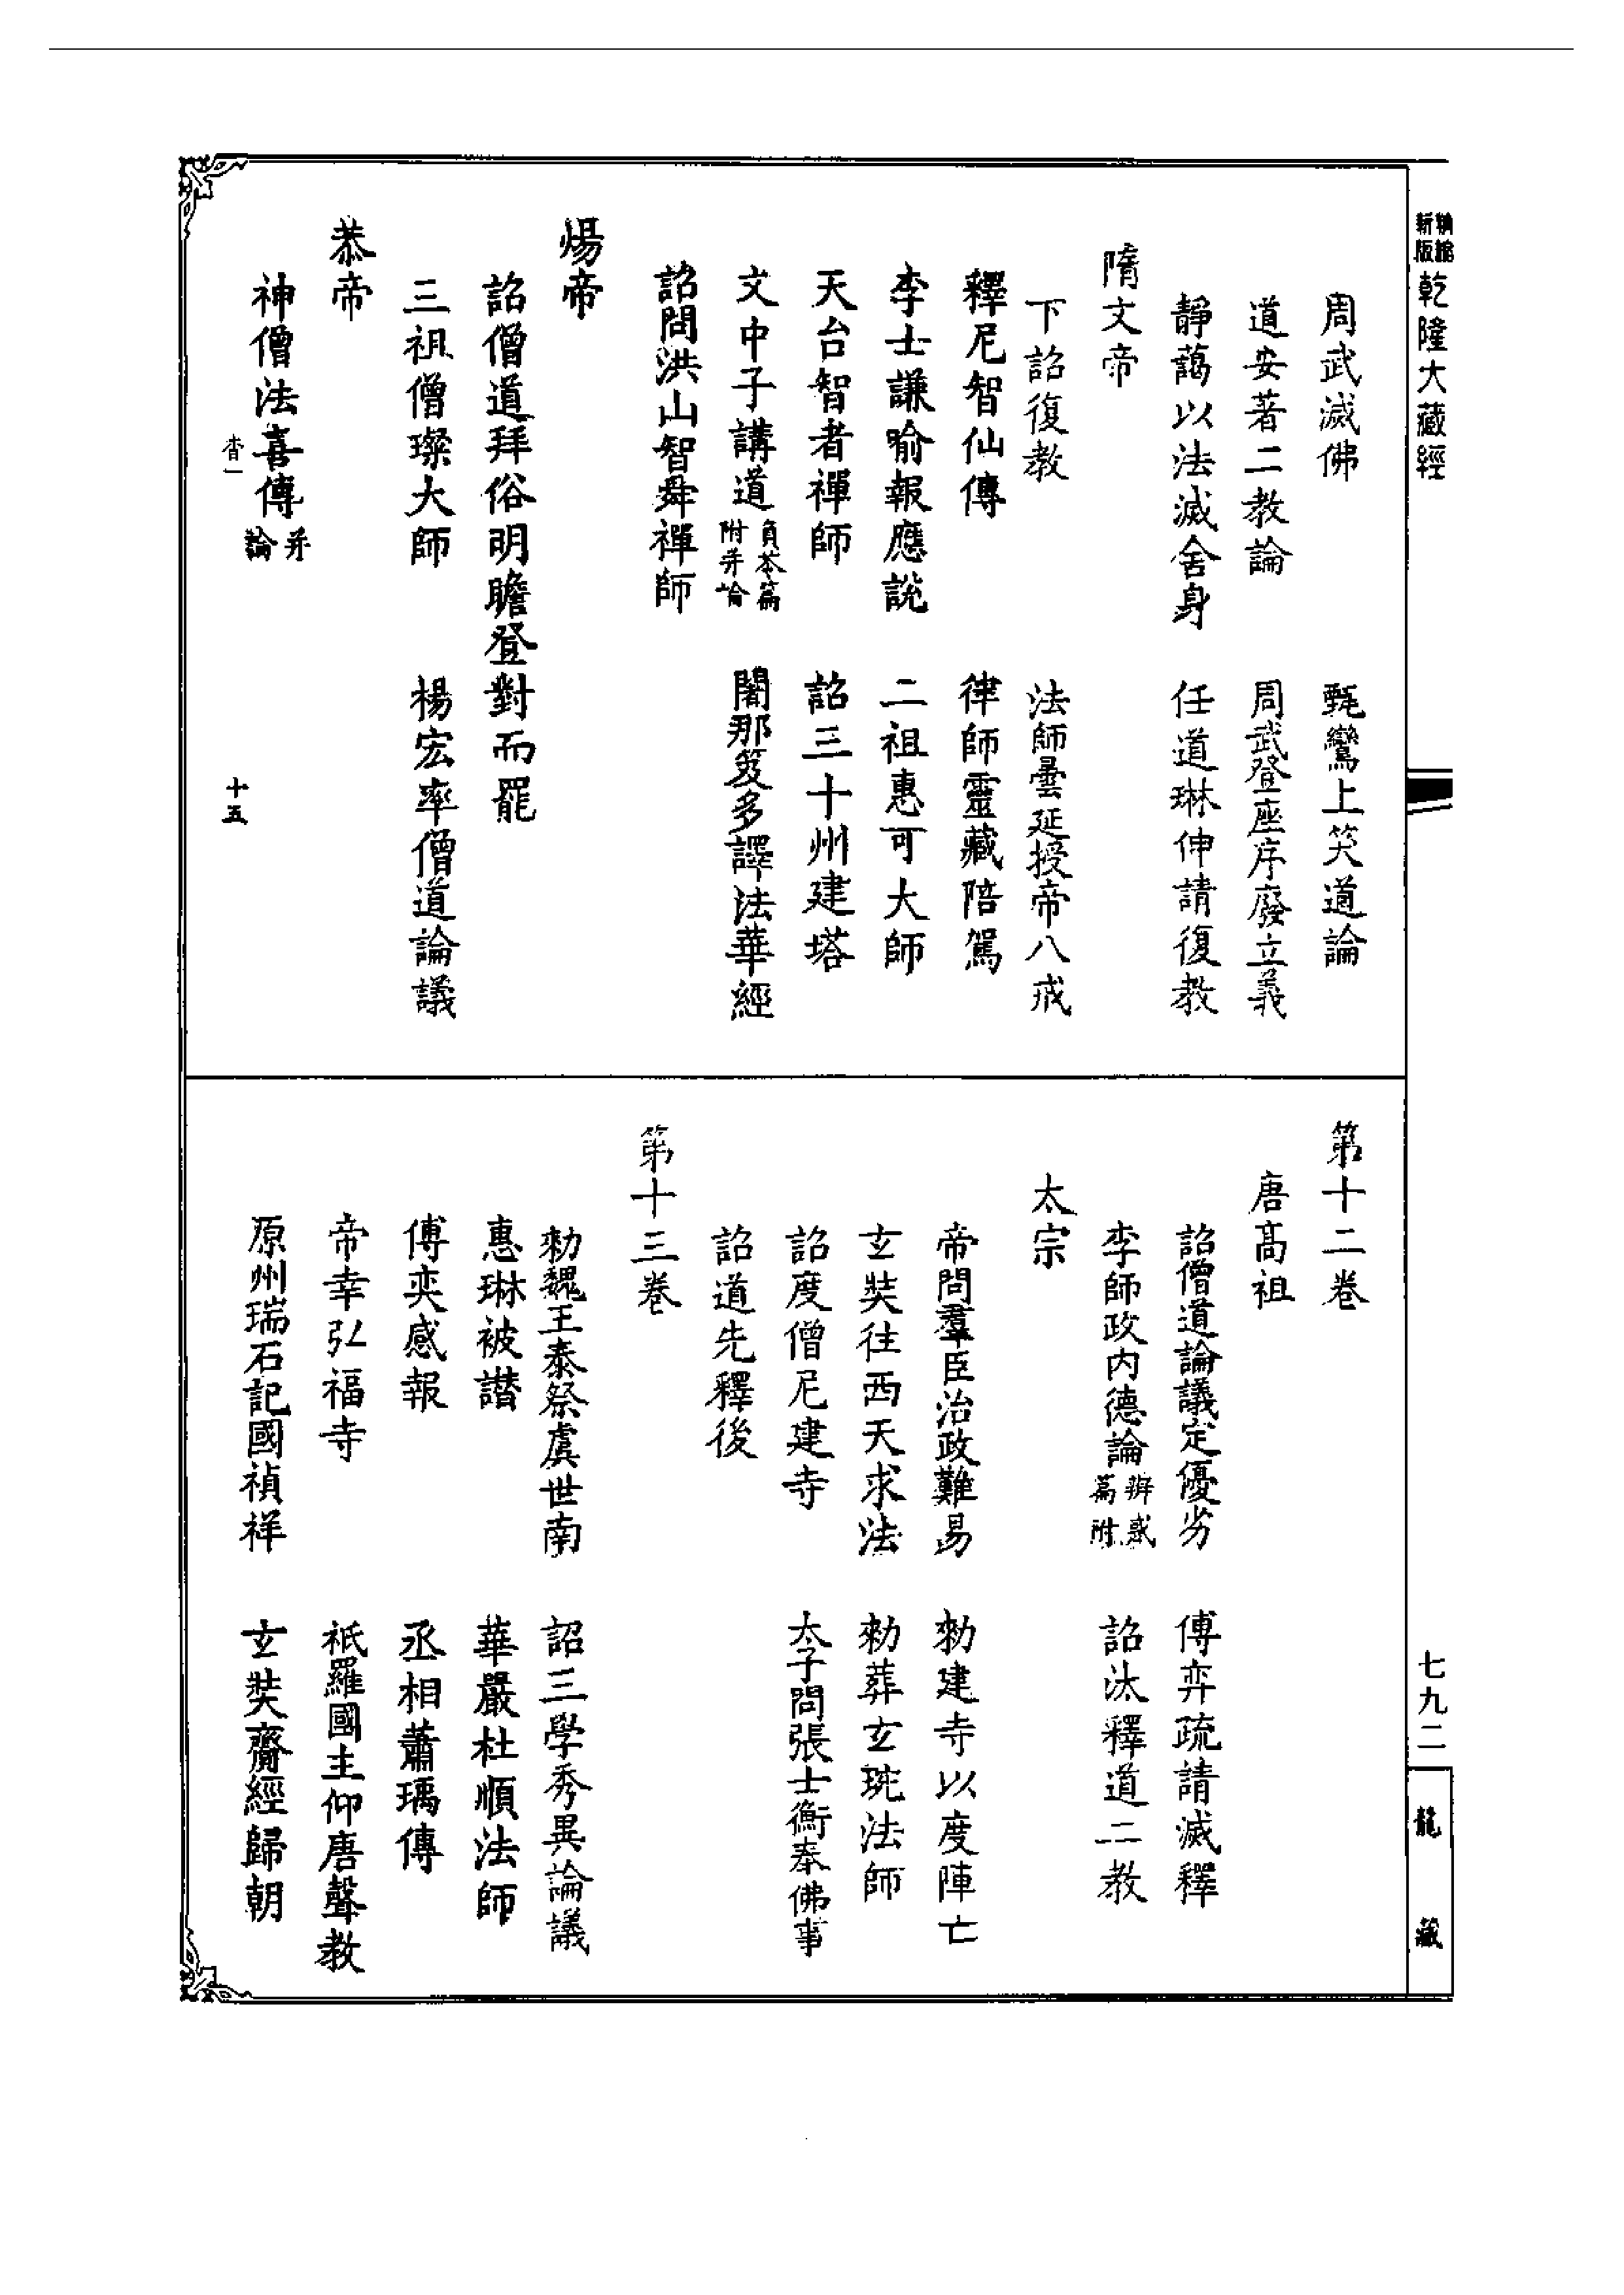 新版
精縮
乾隆大藏經
周武滅佛　甄鸞上笑道論
道安著二教論　周武登座序廢立義
靜藹以法滅舍身　任道琳伸請復教
隋文帝
下詔復教　法師曇延授帝八戒
釋尼智仙傳　律師靈藏陪駕
李士謙喻報應說　二祖惠可大師
天台智者禪師　詔三十州建塔
文中子講道 負苓篇附并論　闍那笈多譯法華經
詔問洪山智舜禪師
煬帝
詔僧道拜俗明瞻登對而罷
三祖僧璨大師　楊宏率僧道論議
恭帝
神僧法喜傳 并論
十五
第十二卷
唐高祖
詔僧道論議定優劣　傅弈疏請滅釋
李師政內德論 辨惑篇附　詔汰釋道二教
太宗
帝問羣臣治政難易　勑建寺以度陣亡
玄奘往西天求法　勑葬玄琬法師
詔度僧尼建寺　太子問張士衡奉佛事
詔道先釋後
第十三卷
勑魏王泰祭虞世南　詔三學秀異論議
惠琳被譖　華嚴杜順法師
傅奕感報　丞相蕭瑀傳
帝幸弘福寺　祇羅國主仰唐聲教
原州瑞石記國禎祥　玄奘齎經歸朝
七九二
龍藏